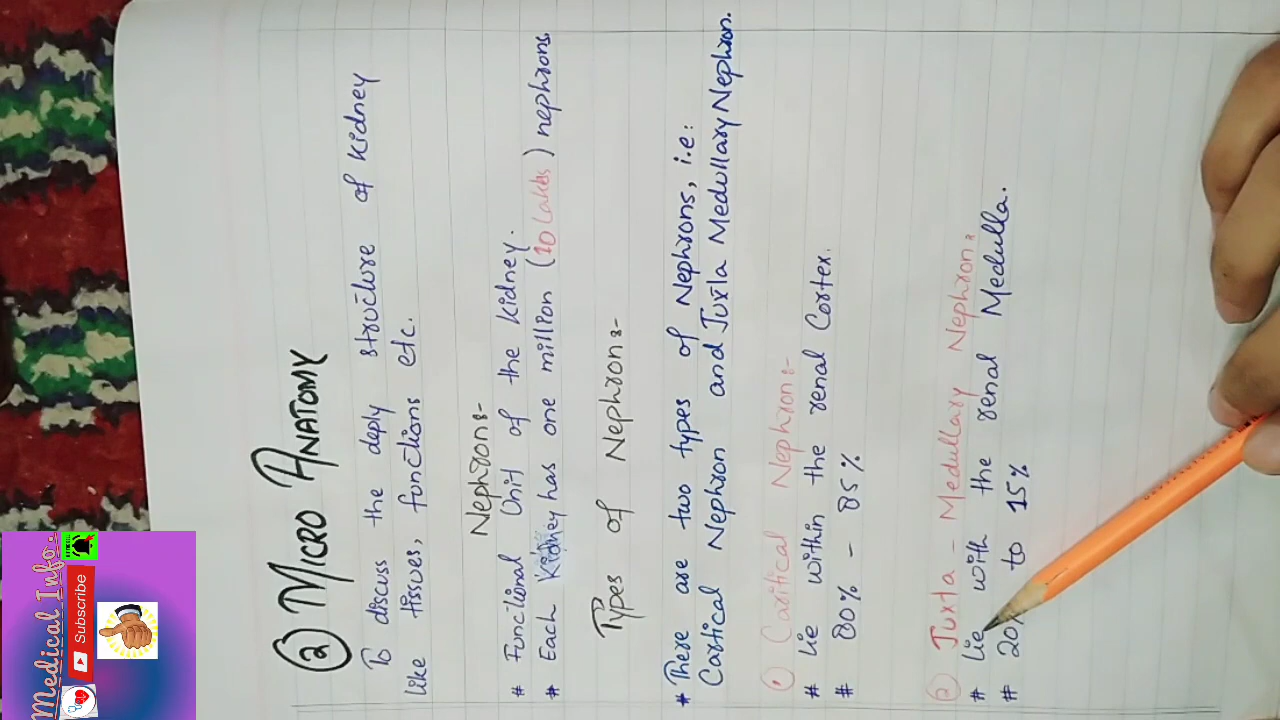 ② MICRO ANATOMY
To discuss the deply structure of kidney
like tissues, functions etc.
Nephron:-
# Functional Unit of the kidney.
# Each Kidney has one million (10 Lakhs) nephrons
Types of Nephron:-
* There are two types of Nephrons, i.e:
Cartical Nephron and Juxta Medullary Nephron.
① Cartical Nephron:-
# Lie within the renal Cortex.
# 80% - 85%
② Juxta - Medullary Nephron:
# Lie with the renal Medulla.
# 20% to 15%
Medical Info.
Subscribe